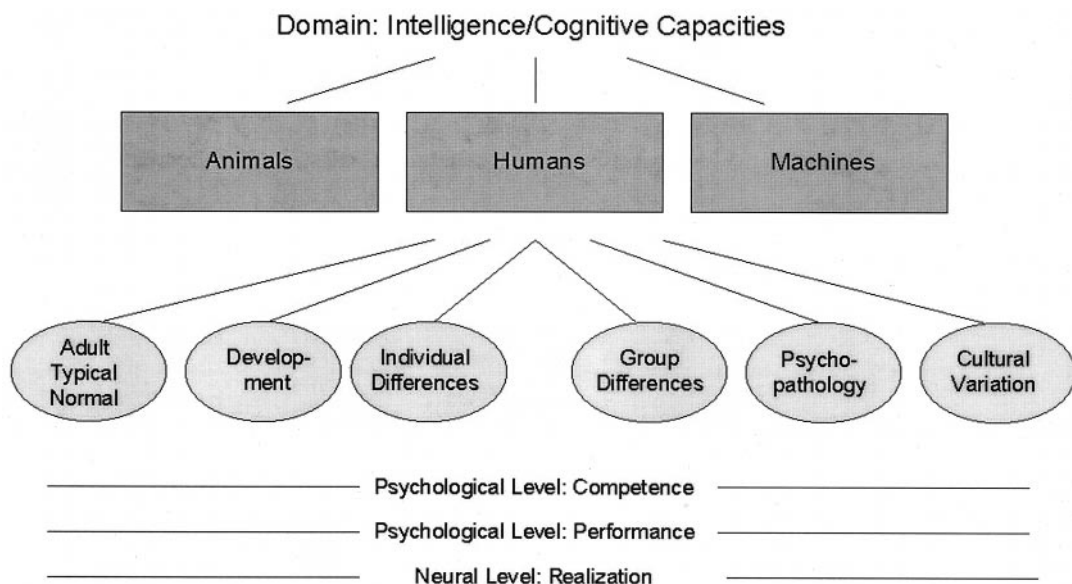 Domain: Intelligence/Cognitive Capacities
Animals
Humans
Machines
Adult
Typical
Normal
Develop-
ment
Individual
Differences
Group
Differences
Psycho-
pathology
Cultural
Variation
Psychological Level: Competence
Psychological Level: Performance
Neural Level: Realization